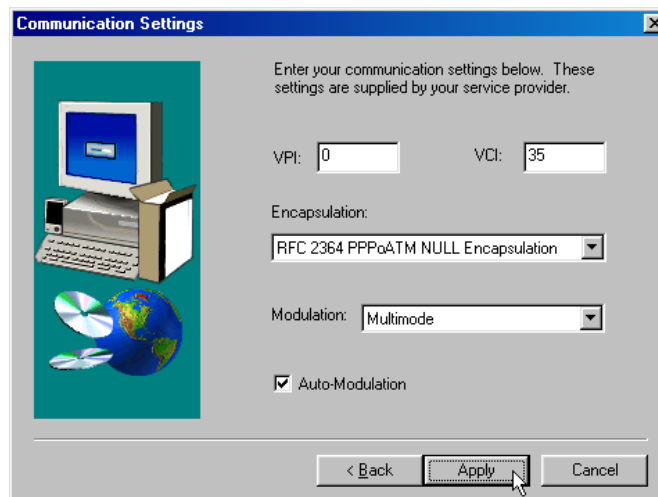 Communication Settings
Enter your communication settings below. These
settings are supplied by your service provider.
VPI: 0 VCI: 35
Encapsulation:
RFC 2364 PPPoATM NULL Encapsulation
Modulation: Multimode
Auto-Modulation
< Back Apply Cancel